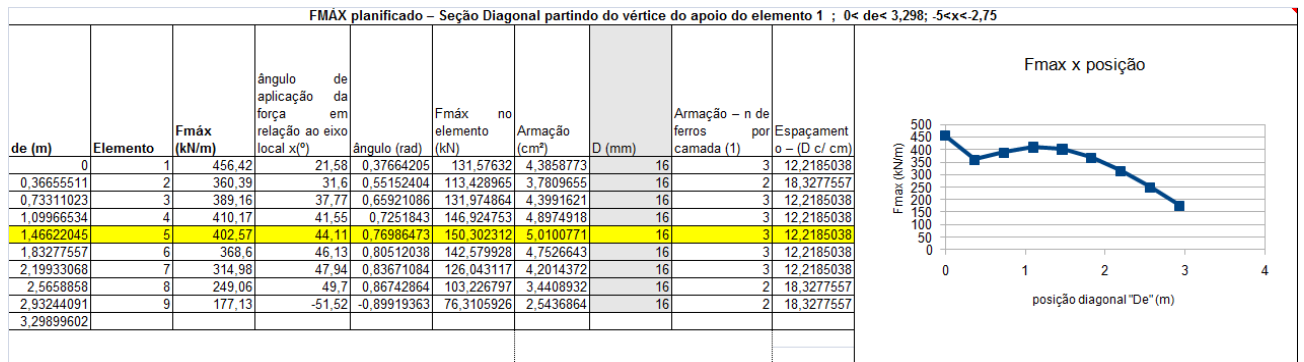 FMÁX planificado – Seção Diagonal partindo do vértice do apoio do elemento 1 ; 0< de< 3,298; -5<x<-2,75
de (m)
Elemento
Fmáx
(kN/m)
ângulo de
aplicação da
força em
relação ao eixo
local x(º)
ângulo (rad)
Fmáx no
elemento
(kN)
Armação
(cm²)
D (mm)
Armação – n de
ferros por
camada (1)
Espaçament
o – (D c/ cm)
0 1 456,42 21,58 0,37664205 131,57632 4,3858773 16 3 12,2185038
0,36655511 2 360,39 31,6 0,55152404 113,428965 3,7809655 16 2 18,3277557
0,73311023 3 389,16 37,77 0,65921086 131,974864 4,3991621 16 3 12,2185038
1,09966534 4 410,17 41,55 0,7251843 146,924753 4,8974918 16 3 12,2185038
1,46622045 5 402,57 44,11 0,76986473 150,302312 5,0100771 16 3 12,2185038
1,83277557 6 368,6 46,13 0,80512038 142,579928 4,7526643 16 3 12,2185038
2,19933068 7 314,98 47,94 0,83671084 126,043117 4,2014372 16 3 12,2185038
2,5658858 8 249,06 49,7 0,86742864 103,226797 3,4408932 16 2 18,3277557
2,93244091 9 177,13 -51,52 -0,89919363 76,3105926 2,5436864 16 2 18,3277557
3,29899602
Fmax x posição
Fmax (kN/m)
500
450
400
350
300
250
200
150
100
50
0
0 1 2 3 4
posição diagonal "De" (m)